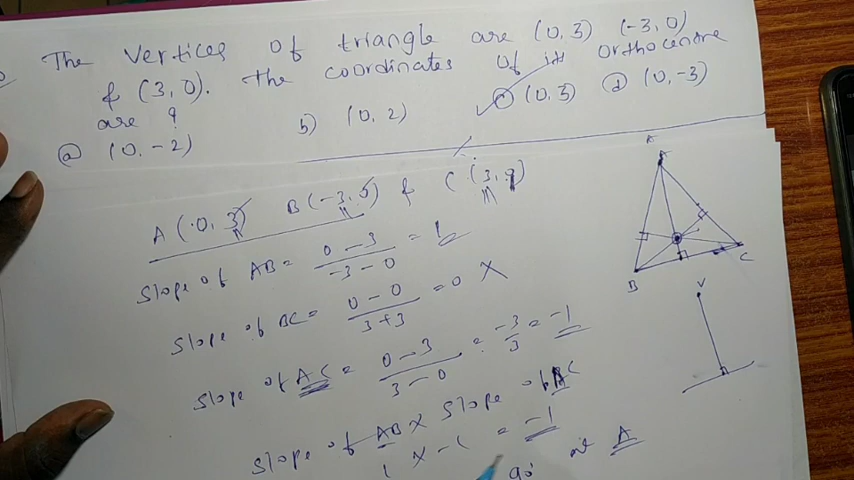 The vertices of triangle are (0,3) (-3,0)
& (3,0). The coordinates of its orthocentre
are ?
ⓐ (0,-2) b) (0,2) ⓒ (0,3) ⓓ (0,-3)
A (0,3) B(-3,0) & C (3,0)
Slope of AB = 0-3 / -3-0 = 1
Slope of BC = 0-0 / 3+3 = 0 X
Slope of AC = 0-3 / 3-0 = -3/3 = -1
Slope of AB X Slope of AC
1 X -1 = -1
90° at A
A
B
C
V